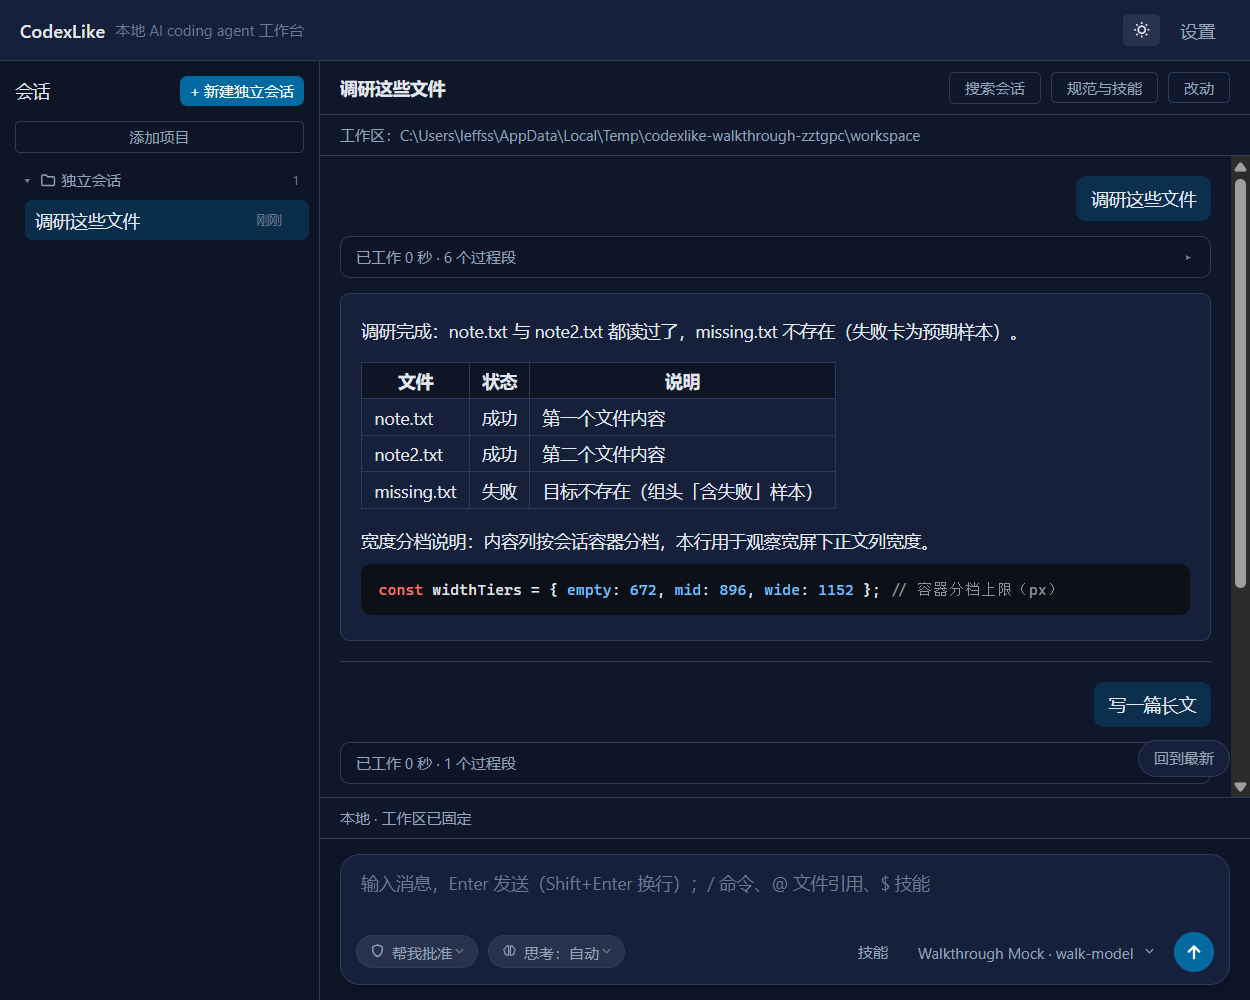 CodexLike 本地 AI coding agent 工作台
设置
会话
+ 新建独立会话
添加项目
独立会话 1
调研这些文件 刚刚
调研这些文件
搜索会话 规范与技能 改动
工作区：C:\Users\leffss\AppData\Local\Temp\codexlike-walkthrough-zztgpc\workspace
调研这些文件
已工作 0 秒 · 6 个过程段
调研完成：note.txt 与 note2.txt 都读过了，missing.txt 不存在（失败卡为预期样本）。
文件 状态 说明
note.txt 成功 第一个文件内容
note2.txt 成功 第二个文件内容
missing.txt 失败 目标不存在（组头「含失败」样本）
宽度分档说明：内容列按会话容器分档，本行用于观察宽屏下正文列宽度。
const widthTiers = { empty: 672, mid: 896, wide: 1152 }; // 容器分档上限（px）
写一篇长文
已工作 0 秒 · 1 个过程段
回到最新
本地 · 工作区已固定
输入消息，Enter 发送（Shift+Enter 换行）；/ 命令、@ 文件引用、$ 技能
帮我批准 思考：自动 技能 Walkthrough Mock · walk-model